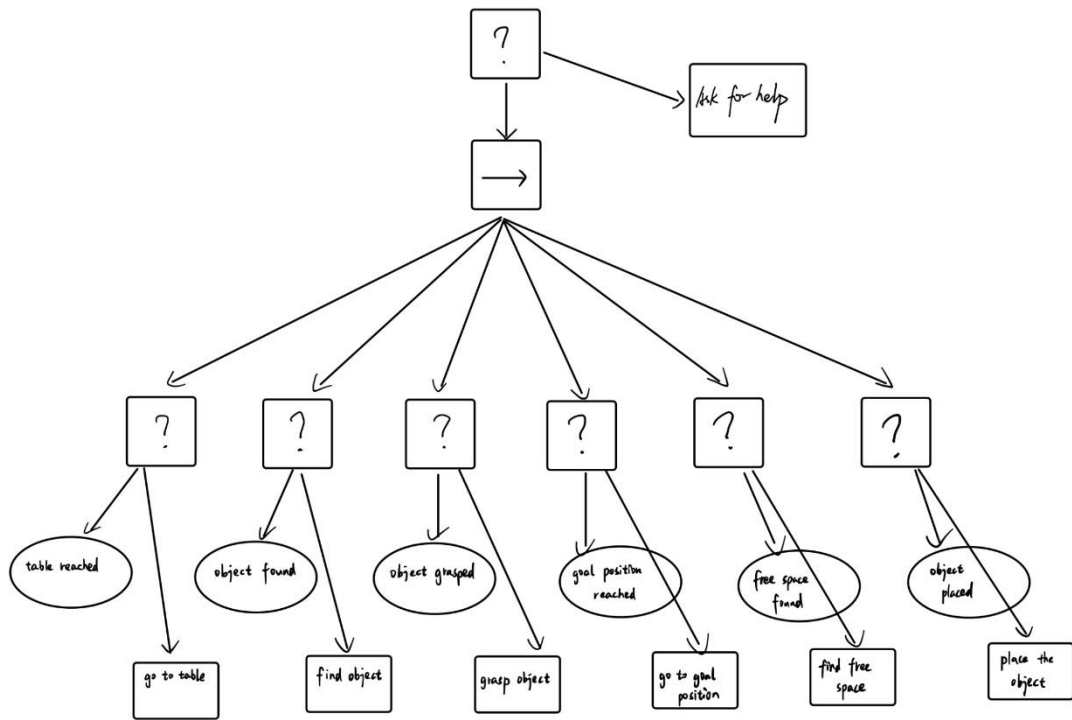 ?
Ask for help
→
? ? ? ? ? ?
table reached
object found
object grasped
goal position
reached
free space
found
object
placed
go to table
find object
grasp object
go to goal
position
find free
space
place the
object